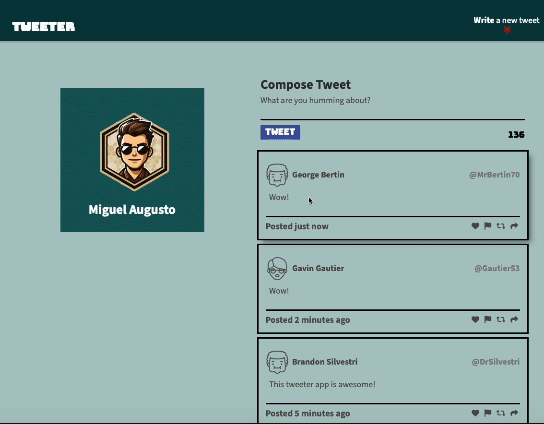 TWEETER
Write a new tweet
Miguel Augusto
Compose Tweet
What are you humming about?
TWEET
136
George Bertin @MrBertin70
Wow!
Posted just now
Gavin Gautier @Gautier53
Wow!
Posted 2 minutes ago
Brandon Silvestri @DrSilvestri
This tweeter app is awesome!
Posted 5 minutes ago